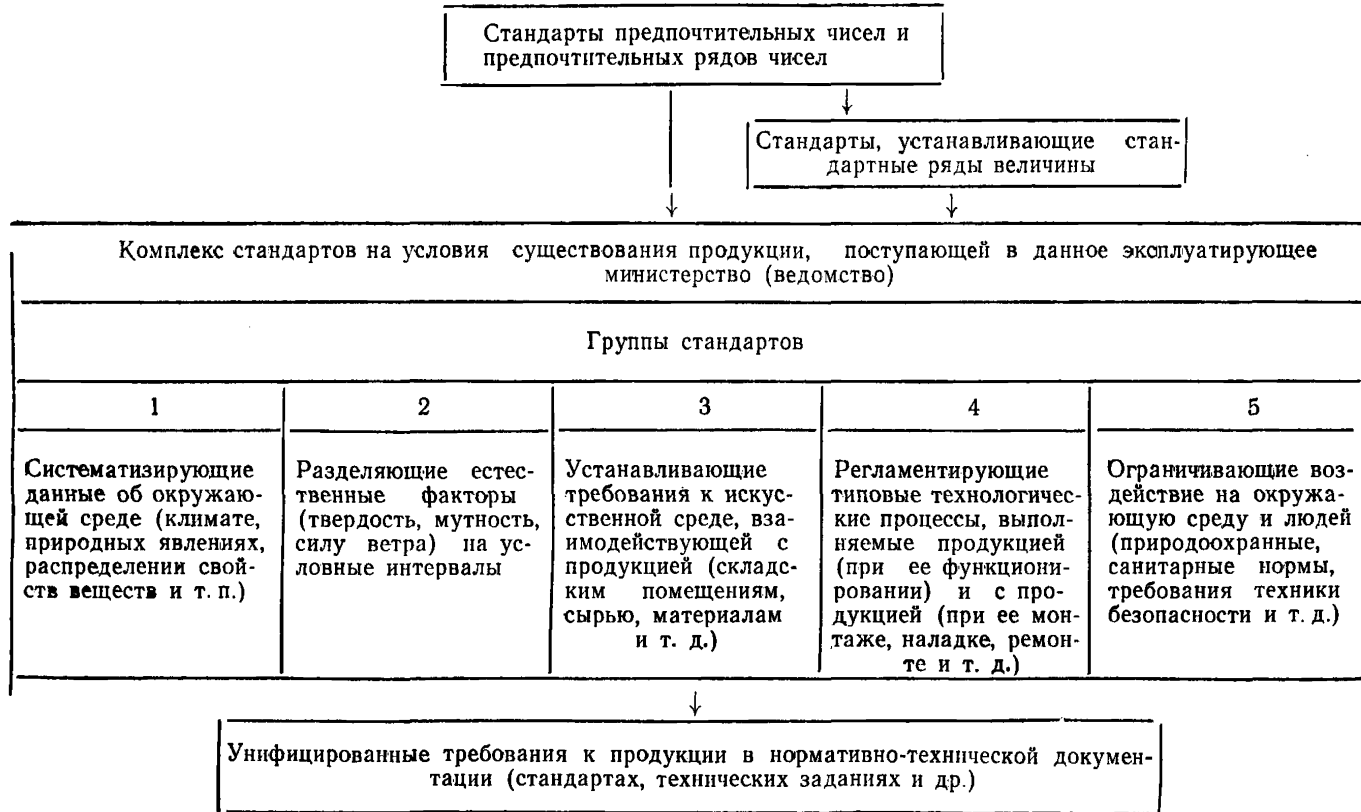 Стандарты предпочтительных чисел и
предпочтительных рядов чисел
Стандарты, устанавливающие стан-
дартные ряды величины
Комплекс стандартов на условия существования продукции, поступающей в данное эксплуатирующее
министерство (ведомство)
Группы стандартов
1
2
3
4
5
Систематизирующие
данные об окружаю-
щей среде (климате,
природных явлениях,
распределении свой-
ств веществ и т. п.)
Разделяющие естес-
твенные факторы
(твердость, мутность,
силу ветра) на ус-
ловные интервалы
Устанавливающие
требования к искус-
ственной среде, вза-
имодействующей с
продукцией (складс-
ким помещениям,
сырью, материалам
и т. д.)
Регламентирующие
типовые технологичес-
кие процессы, выпол-
няемые продукцией
(при ее функциони-
ровании) и с про-
дукцией (при ее мон-
таже, наладке, ремон-
те и т. д.)
Ограничивающие воз-
действие на окружа-
ющую среду и людей
(природоохранные,
санитарные нормы,
требования техники
безопасности и т. д.)
Унифицированные требования к продукции в нормативно-технической докумен-
тации (стандартах, технических заданиях и др.)